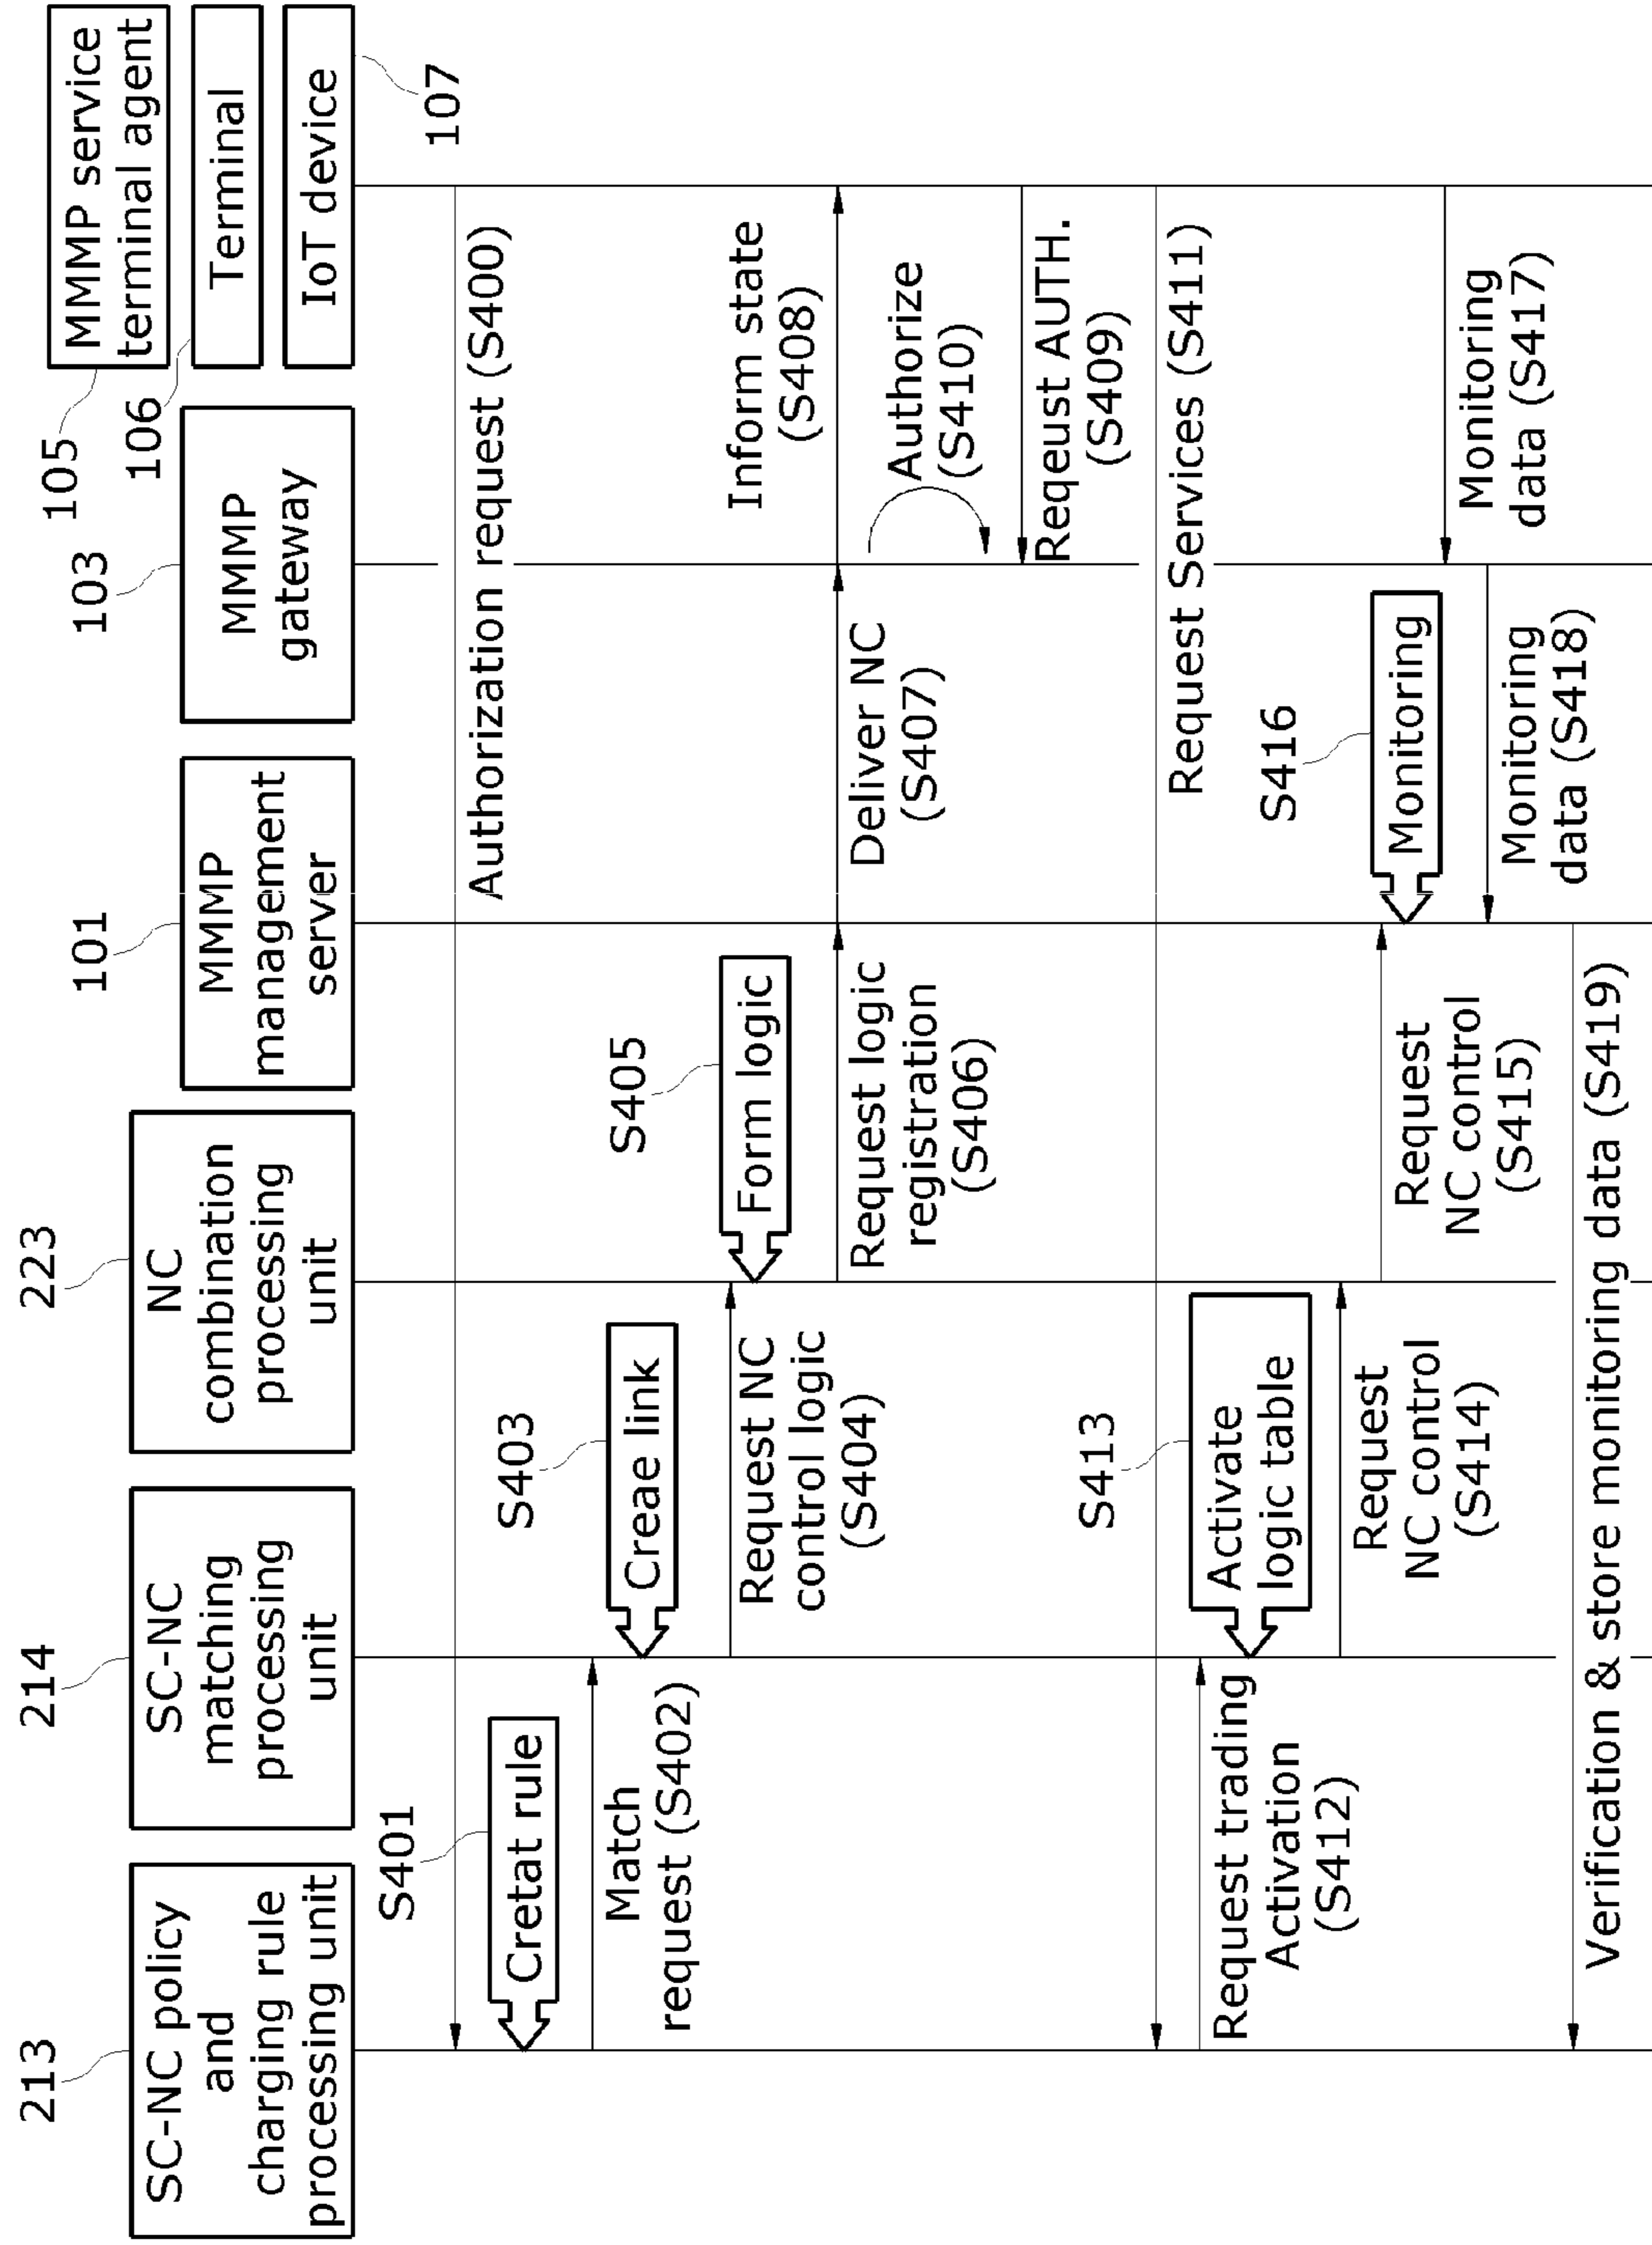 213
SC-NC policy
and
charging rule
processing unit
214
SC-NC
matching
processing
unit
223
NC
combination
processing
unit
101
MMMP
management
server
103
MMMP
gateway
105
MMMP service
terminal agent
106
Terminal
IoT device
107
Authorization request (S400)
S401
Cretat rule
Match
request (S402)
S403
Creae link
Request NC
control logic
(S404)
S405
Form logic
Request logic
registration
(S406)
Deliver NC
(S407)
Inform state
(S408)
Authorize
(S410)
Reqeust AUTH.
(S409)
Request Services (S411)
Request trading
Activation
(S412)
S413
Activate
logic table
Request
NC control
(S414)
Request
NC control
(S415)
S416
Monitoring
Monitoring
data (S417)
Monitoring
data (S418)
Verification & store monitoring data (S419)